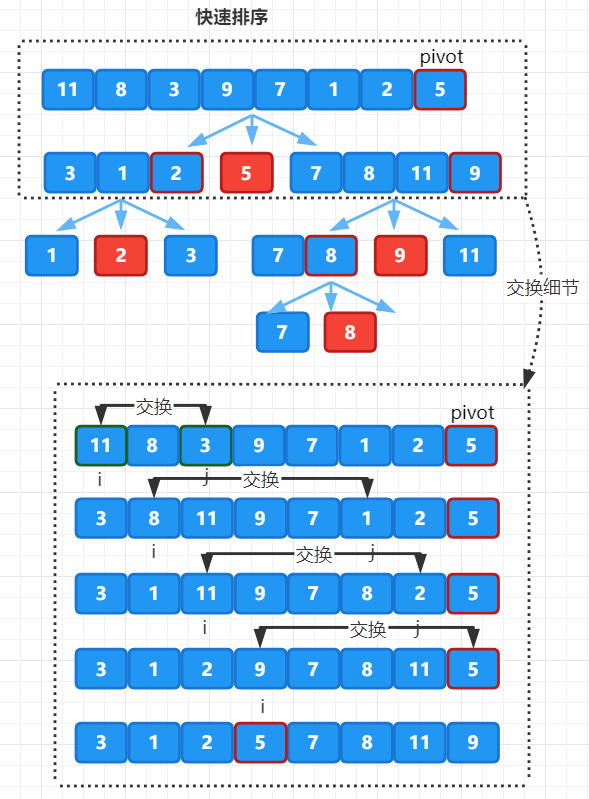 快速排序
pivot
11 8 3 9 7 1 2 5
3 1 2 5 7 8 11 9
1 2 3 7 8 9 11
交换细节
7 8
交换
pivot
11 8 3 9 7 1 2 5
i j 交换
3 8 11 9 7 1 2 5
i 交换 j
3 1 11 9 7 8 2 5
i 交换 j
3 1 2 9 7 8 11 5
i
3 1 2 5 7 8 11 9